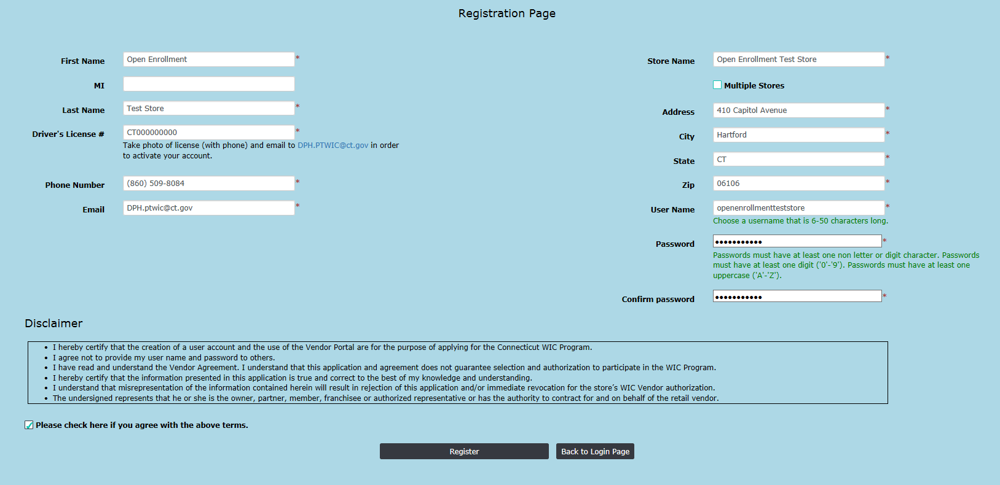 Registration Page
First Name
Open Enrollment
*
MI
Last Name
Test Store
*
Driver's License #
CT000000000
*
Take photo of license (with phone) and email to DPH.PTWIC@ct.gov in order
to activate your account.
Phone Number
(860) 509-8084
*
Email
DPH.ptwic@ct.gov
*
Store Name
Open Enrollment Test Store
*
Multiple Stores
Address
410 Capitol Avenue
*
City
Hartford
*
State
CT
*
Zip
06106
*
User Name
openenrollmentteststore
*
Choose a username that is 6-50 characters long.
Password
•••••••••••
*
Passwords must have at least one non letter or digit character. Passwords
must have at least one digit ('0'-'9'). Passwords must have at least one
uppercase ('A'-'Z').
Confirm password
•••••••••••
*
Disclaimer
• I hereby certify that the creation of a user account and the use of the Vendor Portal are for the purpose of applying for the Connecticut WIC Program.
• I agree not to provide my user name and password to others.
• I have read and understand the Vendor Agreement. I understand that this application and agreement does not guarantee selection and authorization to participate in the WIC Program.
• I hereby certify that the information presented in this application is true and correct to the best of my knowledge and understanding.
• I understand that misrepresentation of the information contained herein will result in rejection of this application and/or immediate revocation for the store's WIC Vendor authorization.
• The undersigned represents that he or she is the owner, partner, member, franchisee or authorized representative or has the authority to contract for and on behalf of the retail vendor.
Please check here if you agree with the above terms.
Register
Back to Login Page